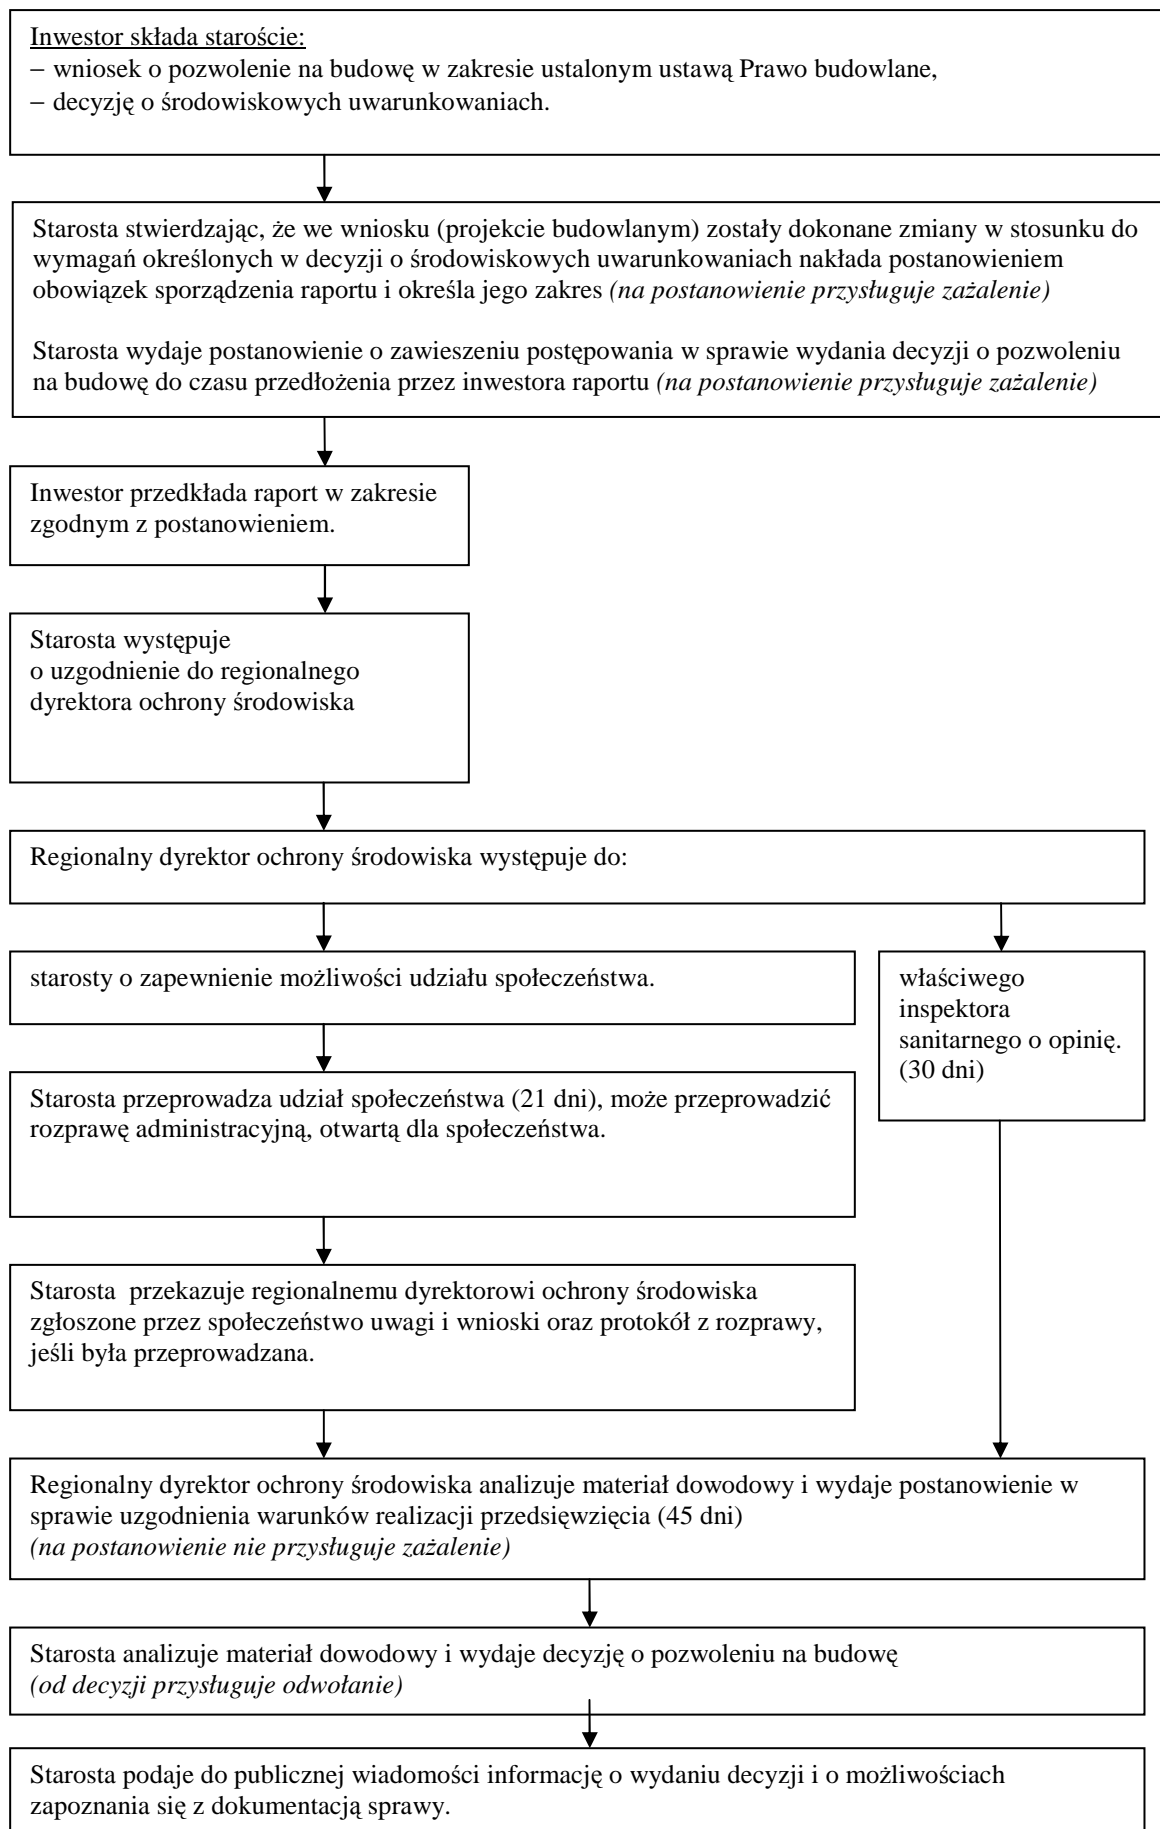 Inwestor składa staroście:
− wniosek o pozwolenie na budowę w zakresie ustalonym ustawą Prawo budowlane,
− decyzję o środowiskowych uwarunkowaniach.
Starosta stwierdzając, że we wniosku (projekcie budowlanym) zostały dokonane zmiany w stosunku do
wymagań określonych w decyzji o środowiskowych uwarunkowaniach nakłada postanowieniem
obowiązek sporządzenia raportu i określa jego zakres (na postanowienie przysługuje zażalenie)
Starosta wydaje postanowienie o zawieszeniu postępowania w sprawie wydania decyzji o pozwoleniu
na budowę do czasu przedłożenia przez inwestora raportu (na postanowienie przysługuje zażalenie)
Inwestor przedkłada raport w zakresie
zgodnym z postanowieniem.
Starosta występuje
o uzgodnienie do regionalnego
dyrektora ochrony środowiska
Regionalny dyrektor ochrony środowiska występuje do:
starosty o zapewnienie możliwości udziału społeczeństwa.
właściwego
inspektora
sanitarnego o opinię.
(30 dni)
Starosta przeprowadza udział społeczeństwa (21 dni), może przeprowadzić
rozprawę administracyjną, otwartą dla społeczeństwa.
Starosta przekazuje regionalnemu dyrektorowi ochrony środowiska
zgłoszone przez społeczeństwo uwagi i wnioski oraz protokół z rozprawy,
jeśli była przeprowadzana.
Regionalny dyrektor ochrony środowiska analizuje materiał dowodowy i wydaje postanowienie w
sprawie uzgodnienia warunków realizacji przedsięwzięcia (45 dni)
(na postanowienie nie przysługuje zażalenie)
Starosta analizuje materiał dowodowy i wydaje decyzję o pozwoleniu na budowę
(od decyzji przysługuje odwołanie)
Starosta podaje do publicznej wiadomości informację o wydaniu decyzji i o możliwościach
zapoznania się z dokumentacją sprawy.